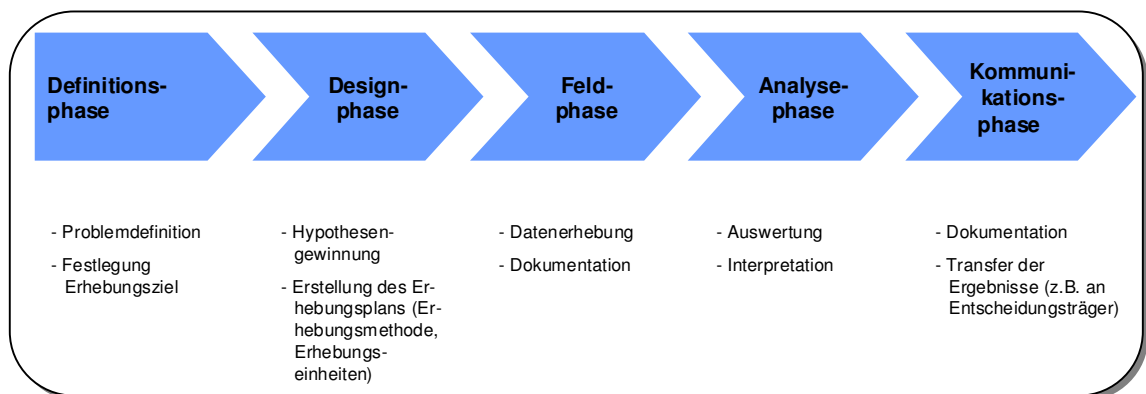 Definitions-
phase
Design-
phase
Feld-
phase
Analyse-
phase
Kommuni-
kations-
phase
- Problemdefinition
- Festlegung
Erhebungsziel
- Hypothesen-
gewinnung
- Erstellung des Er-
hebungsplans (Er-
hebungsmethode,
Erhebungs-
einheiten)
- Datenerhebung
- Dokumentation
- Auswertung
- Interpretation
- Dokumentation
- Transfer der
Ergebnisse (z.B. an
Entscheidungsträger)